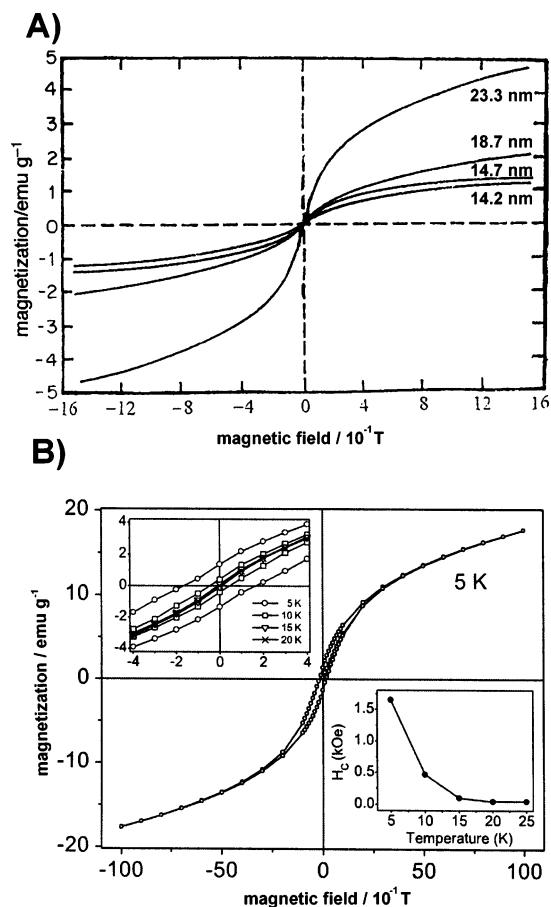 A)
5
4
3
2
1
0
-1
-2
-3
-4
-5
magnetization/emu g⁻¹
23.3 nm
18.7 nm
14.7 nm
14.2 nm
-16 -12 -8 -4 0 4 8 12 16
magnetic field / 10⁻¹ T
B)
20
10
0
-10
-20
magnetization / emu g⁻¹
4
2
0
-2
-4
-4 -2 0 2 4
5 K
10 K
15 K
20 K
5 K
1.5
1.0
0.5
0.0
H_C (kOe)
5 10 15 20 25
Temperature (K)
-100 -50 0 50 100
magnetic field / 10⁻¹ T